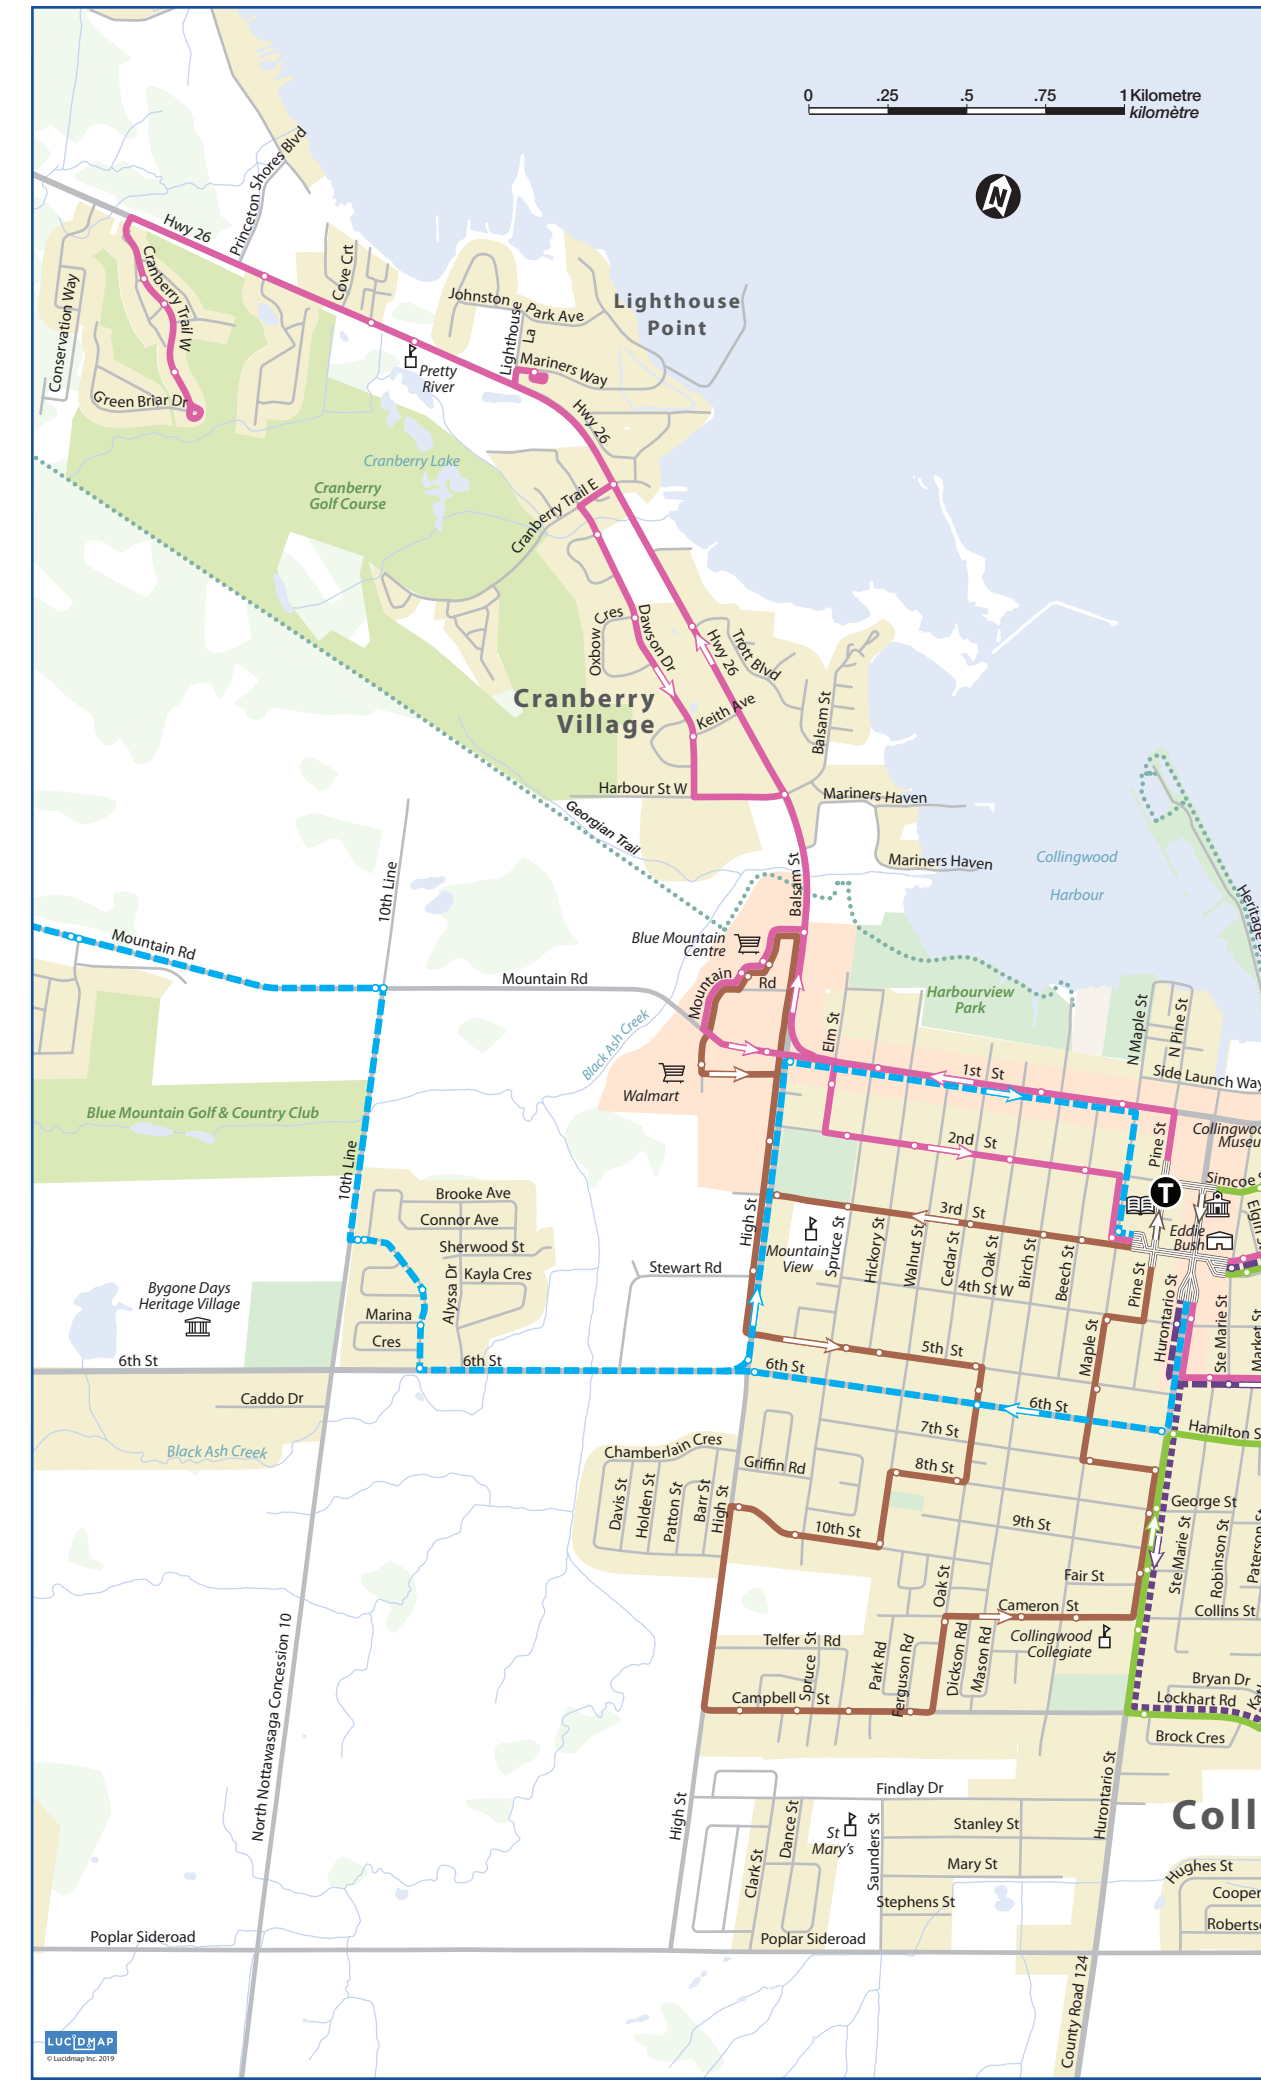 0 .25 .5 .75 1 Kilometre
kilomètre
N
Princeton Shores Blvd
Hwy 26
Cove Crt
Cranberry Trail W
Conservation Way
Johnston Park Ave
Lighthouse La
Lighthouse
Point
Mariners Way
Pretty
River
Green Briar Dr
Hwy 26
Cranberry Lake
Cranberry
Golf Course
Cranberry Trail E
Oxbow Cres
Dawson Dr
Hwy 26
Trott Blvd
Cranberry
Village
Keith Ave
Balsam St
Harbour St W
Mariners Haven
Georgian Trail
Mariners Haven
Collingwood
Harbour
Balsam St
10th Line
Heritage
Mountain Rd
Blue Mountain
Centre
Mountain Rd
Mountain Rd
Harbourview
Park
Elm St
N Maple St
N Pine St
Black Ash Creek
Walmart
1st St
Side Launch Way
Blue Mountain Golf & Country Club
2nd St
Pine St
Collingwoo
Museu
10th Line
Simcoe S
T
Brooke Ave
Connor Ave
Sherwood St
Kayla Cres
Alyssa Dr
High St
Mountain
View
Spruce St
Hickory St
Walnut St
3rd St
Cedar St
Oak St
Birch St
Beech St
4th St W
Eddie
Bush
Elgin S
Stewart Rd
Bygone Days
Heritage Village
Marina
Cres
Pine St
Hurontario St
Ste Marie St
Market St
Maple St
5th St
6th St
6th St
6th St
6th St
Caddo Dr
Black Ash Creek
7th St
Hamilton S
Chamberlain Cres
Griffin Rd
8th St
Davis St
Holden St
Patton St
Barr St
High St
10th St
9th St
George St
Ste Marie St
Robinson St
Paterson St
Fair St
Oak St
Cameron St
Collins St
Collingwood
Collegiate
Telfer Rd
Spruce St
Park Rd
Ferguson Rd
Dickson Rd
Mason Rd
Campbell St
Bryan Dr
Lockhart Rd
Kat
Brock Cres
North Nottawasaga Concession 10
Hurontario St
High St
Findlay Dr
Coll
St
Mary's
Dance St
Saunders St
Stanley St
Clark St
Mary St
Hughes St
Stephens St
Cooper
Roberts
Poplar Sideroad
Poplar Sideroad
County Road 124
LUCIDMAP
© Lucidmap Inc. 2019